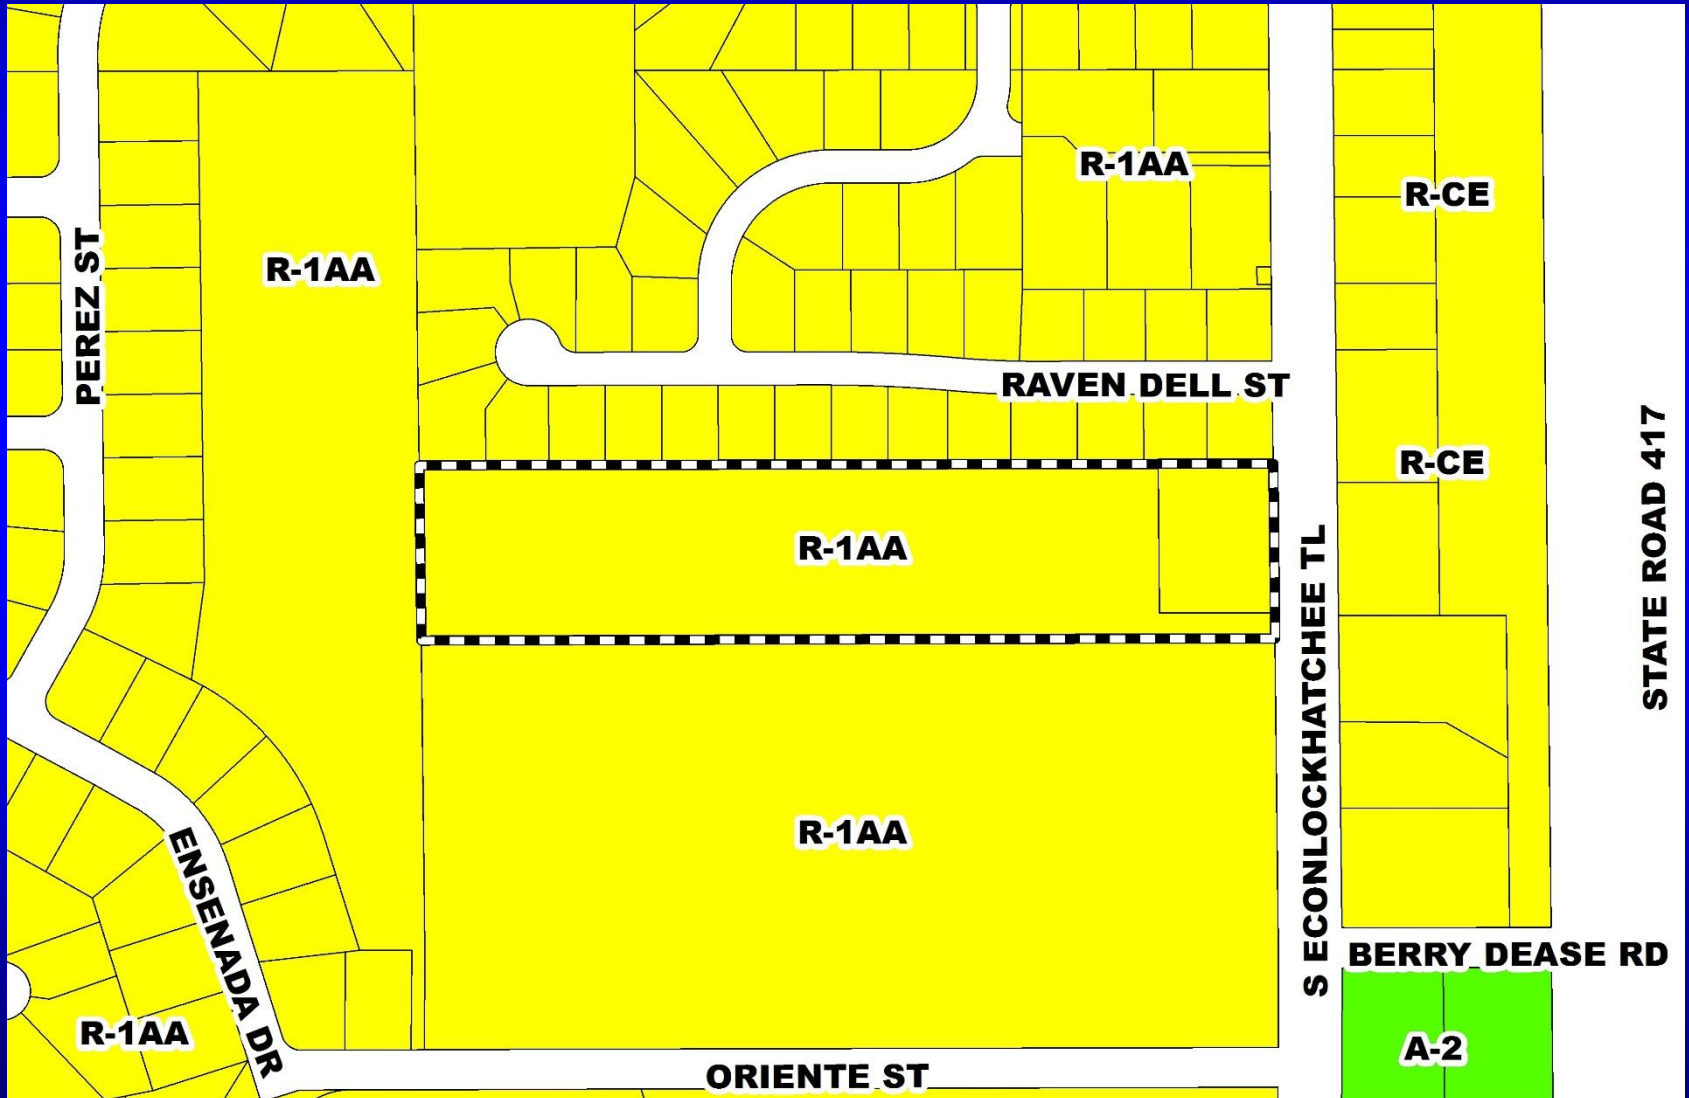 R-1AA
R-CE
PEREZ ST
R-1AA
RAVEN DELL ST
R-CE
STATE ROAD 417
R-1AA
S ECONLOCKHATCHEE TL
R-1AA
ENSENADA DR
BERRY DEASE RD
R-1AA
A-2
ORIENTE ST